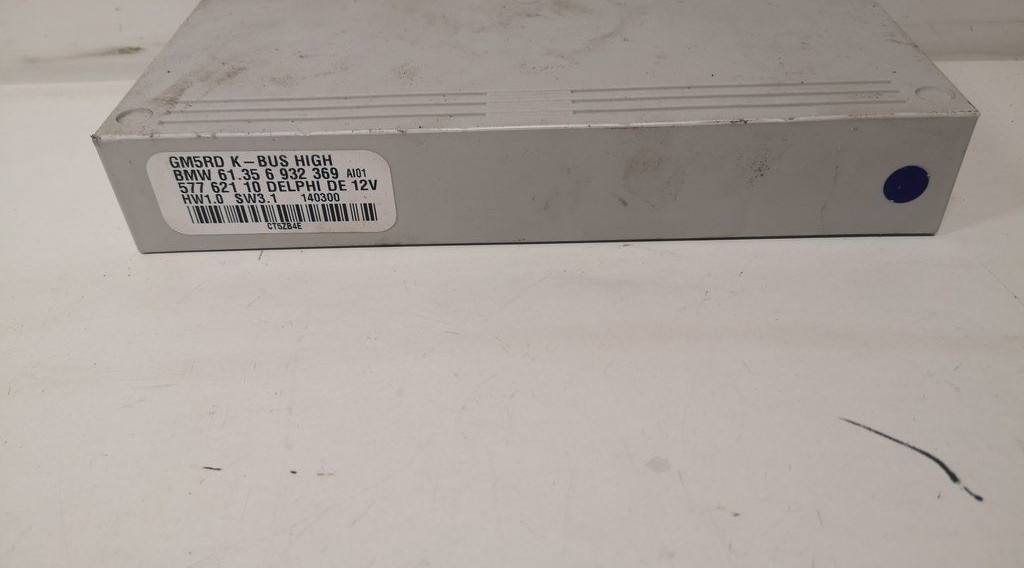 GM5RD K-BUS HIGH
BMW 61.35 6 932 369 AI01
577 621 10 DELPHI DE 12V
HW1.0 SW3.1 140300
CT5ZB4E